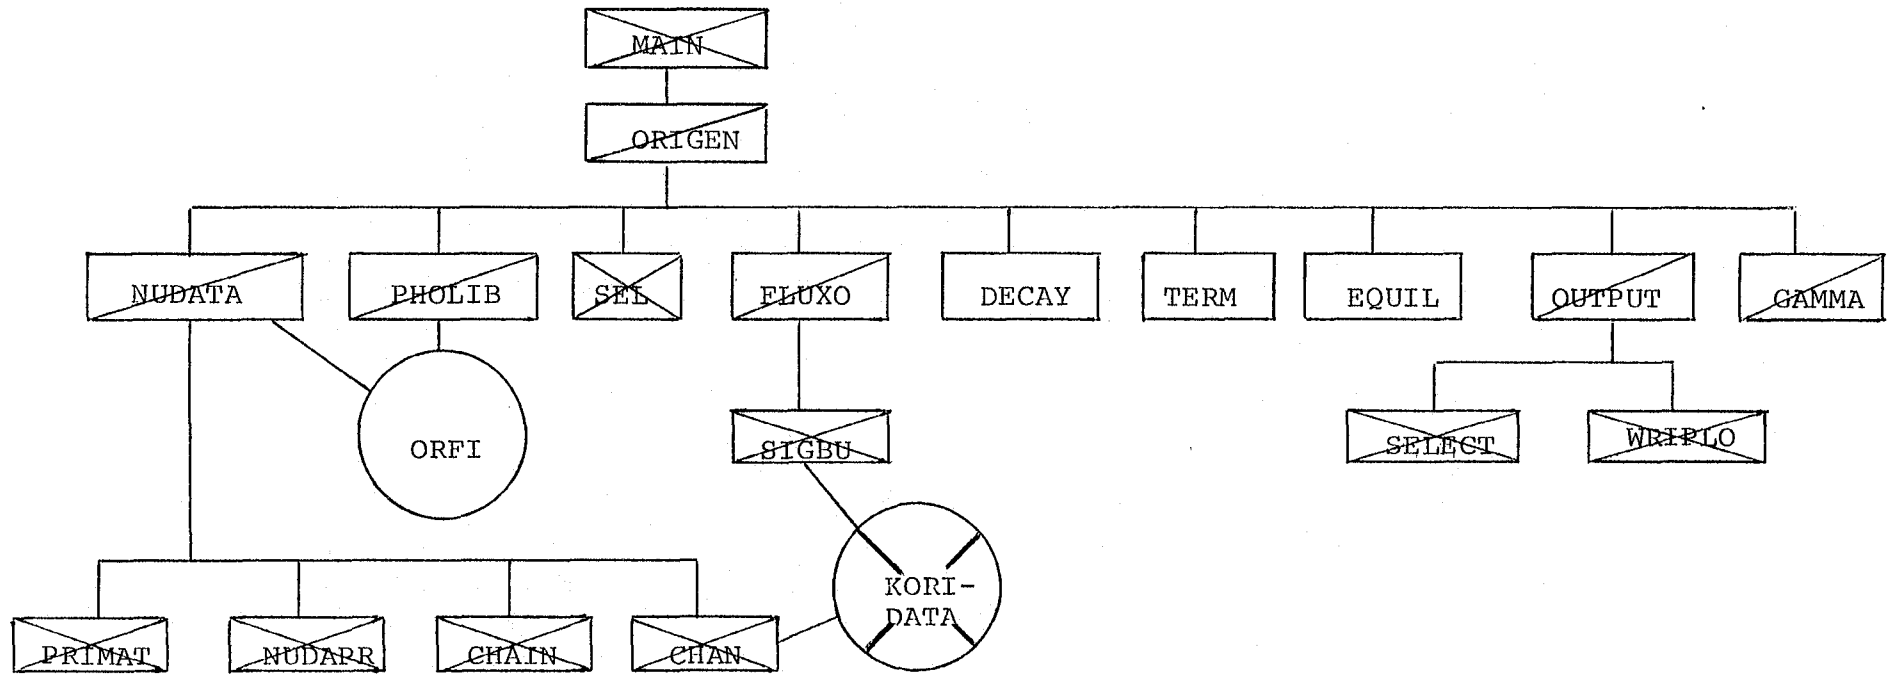 MAIN
ORIGEN
NUDATA PHOLIB SEL FLUXO DECAY TERM EQUIL OUTPUT GAMMA
ORFI SIGBU SELECT WRIPLO
KORI-
DATA
PRIMAT NUDAPR CHAIN CHAN